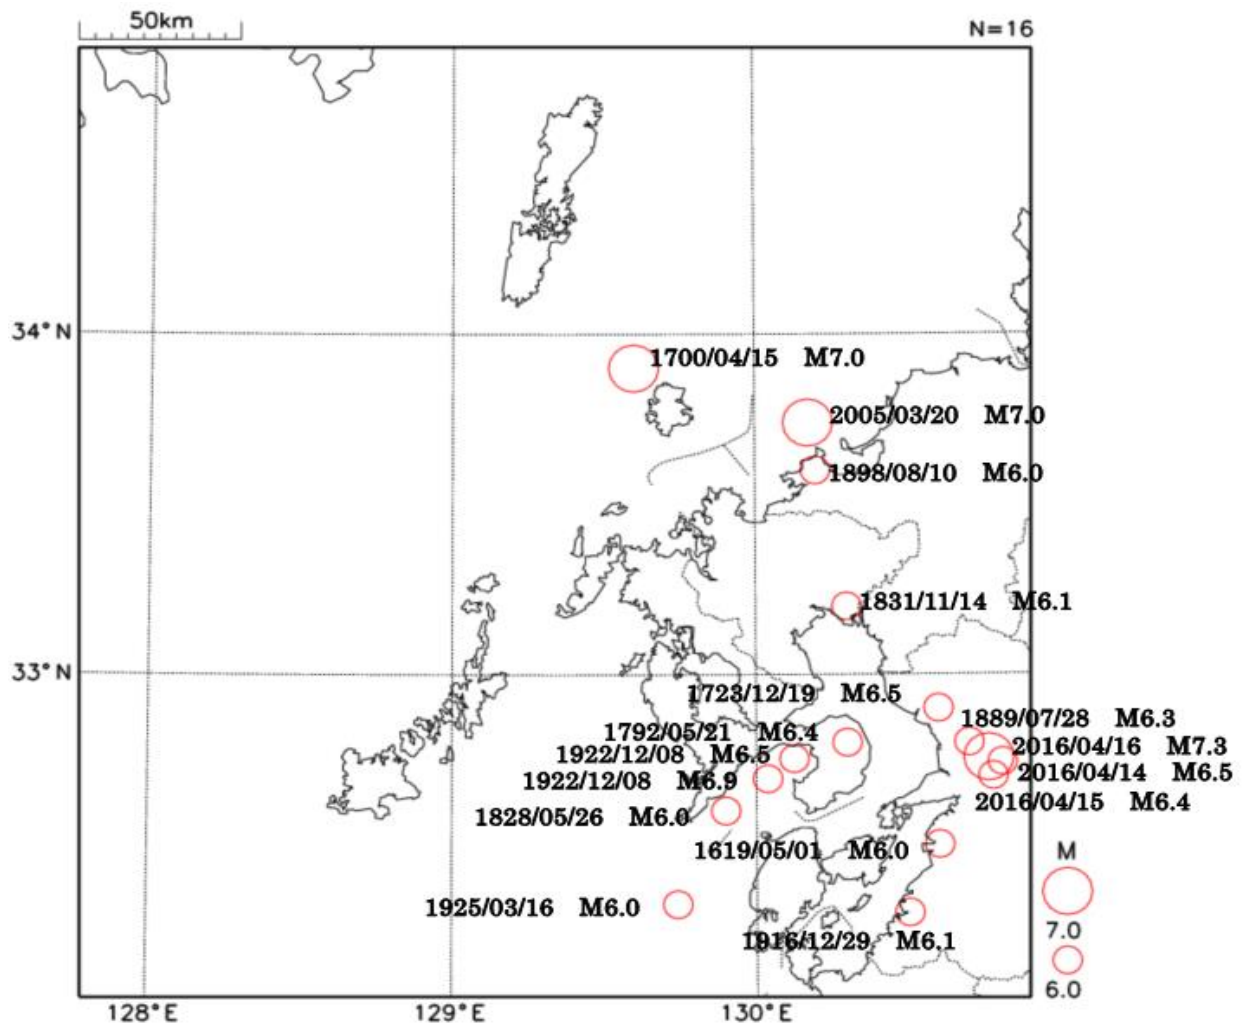 50km
N=16
34°N
1700/04/15 M7.0
2005/03/20 M7.0
1898/08/10 M6.0
1831/11/14 M6.1
33°N
1723/12/19 M6.5
1889/07/28 M6.3
1792/05/21 M6.4
2016/04/16 M7.3
1922/12/08 M6.5
2016/04/14 M6.5
1922/12/08 M6.9
2016/04/15 M6.4
1828/05/26 M6.0
1619/05/01 M6.0
M
1925/03/16 M6.0
7.0
1916/12/29 M6.1
6.0
128°E
129°E
130°E